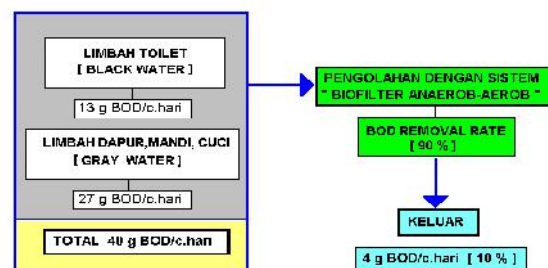 LIMBAH TOILET
[ BLACK WATER ]
13 g BOD/c.hari
LIMBAH DAPUR,MANDI, CUCI
[ GRAY WATER ]
27 g BOD/c.hari
TOTAL 40 g BOD/c.hari
PENGOLAHAN DENGAN SISTEM
" BIOFILTER ANAEROB-AEROB "
BOD REMOVAL RATE
[ 90 % ]
KELUAR
4 g BOD/c.hari [ 10 % ]